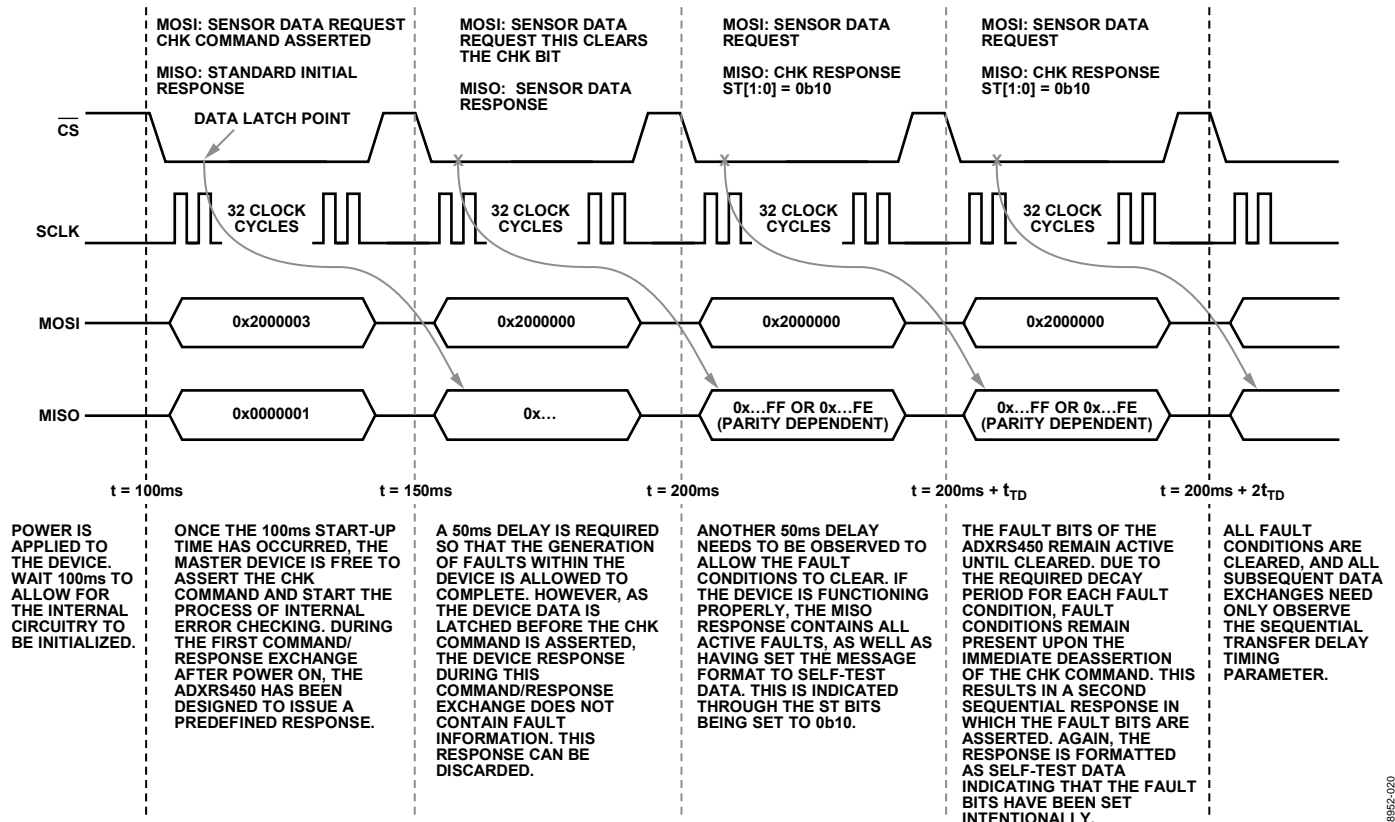 MOSI: SENSOR DATA REQUEST
CHK COMMAND ASSERTED
MISO: STANDARD INITIAL
RESPONSE
MOSI: SENSOR DATA
REQUEST THIS CLEARS
THE CHK BIT
MISO: SENSOR DATA
RESPONSE
MOSI: SENSOR DATA
REQUEST
MISO: CHK RESPONSE
ST[1:0] = 0b10
MOSI: SENSOR DATA
REQUEST
MISO: CHK RESPONSE
ST[1:0] = 0b10
CS
DATA LATCH POINT
X
X
X
SCLK
32 CLOCK
CYCLES
32 CLOCK
CYCLES
32 CLOCK
CYCLES
32 CLOCK
CYCLES
MOSI
0x2000003
0x2000000
0x2000000
0x2000000
MISO
0x0000001
0x…
0x…FF OR 0x…FE
(PARITY DEPENDENT)
0x…FF OR 0x…FE
(PARITY DEPENDENT)
t = 100ms
t = 150ms
t = 200ms
t = 200ms + tTD
t = 200ms + 2tTD
POWER IS
APPLIED TO
THE DEVICE.
WAIT 100ms TO
ALLOW FOR
THE INTERNAL
CIRCUITRY TO
BE INITIALIZED.
ONCE THE 100ms START-UP
TIME HAS OCCURRED, THE
MASTER DEVICE IS FREE TO
ASSERT THE CHK
COMMAND AND START THE
PROCESS OF INTERNAL
ERROR CHECKING. DURING
THE FIRST COMMAND/
RESPONSE EXCHANGE
AFTER POWER ON, THE
ADXRS450 HAS BEEN
DESIGNED TO ISSUE A
PREDEFINED RESPONSE.
A 50ms DELAY IS REQUIRED
SO THAT THE GENERATION
OF FAULTS WITHIN THE
DEVICE IS ALLOWED TO
COMPLETE. HOWEVER, AS
THE DEVICE DATA IS
LATCHED BEFORE THE CHK
COMMAND IS ASSERTED,
THE DEVICE RESPONSE
DURING THIS
COMMAND/RESPONSE
EXCHANGE DOES NOT
CONTAIN FAULT
INFORMATION. THIS
RESPONSE CAN BE
DISCARDED.
ANOTHER 50ms DELAY
NEEDS TO BE OBSERVED TO
ALLOW THE FAULT
CONDITIONS TO CLEAR. IF
THE DEVICE IS FUNCTIONING
PROPERLY, THE MISO
RESPONSE CONTAINS ALL
ACTIVE FAULTS, AS WELL AS
HAVING SET THE MESSAGE
FORMAT TO SELF-TEST
DATA. THIS IS INDICATED
THROUGH THE ST BITS
BEING SET TO 0b10.
THE FAULT BITS OF THE
ADXRS450 REMAIN ACTIVE
UNTIL CLEARED. DUE TO
THE REQUIRED DECAY
PERIOD FOR EACH FAULT
CONDITION, FAULT
CONDITIONS REMAIN
PRESENT UPON THE
IMMEDIATE DEASSERTION
OF THE CHK COMMAND. THIS
RESULTS IN A SECOND
SEQUENTIAL RESPONSE IN
WHICH THE FAULT BITS ARE
ASSERTED. AGAIN, THE
RESPONSE IS FORMATTED
AS SELF-TEST DATA
INDICATING THAT THE FAULT
BITS HAVE BEEN SET
INTENTIONALLY.
ALL FAULT
CONDITIONS ARE
CLEARED, AND ALL
SUBSEQUENT DATA
EXCHANGES NEED
ONLY OBSERVE
THE SEQUENTIAL
TRANSFER DELAY
TIMING
PARAMETER.
8952-020